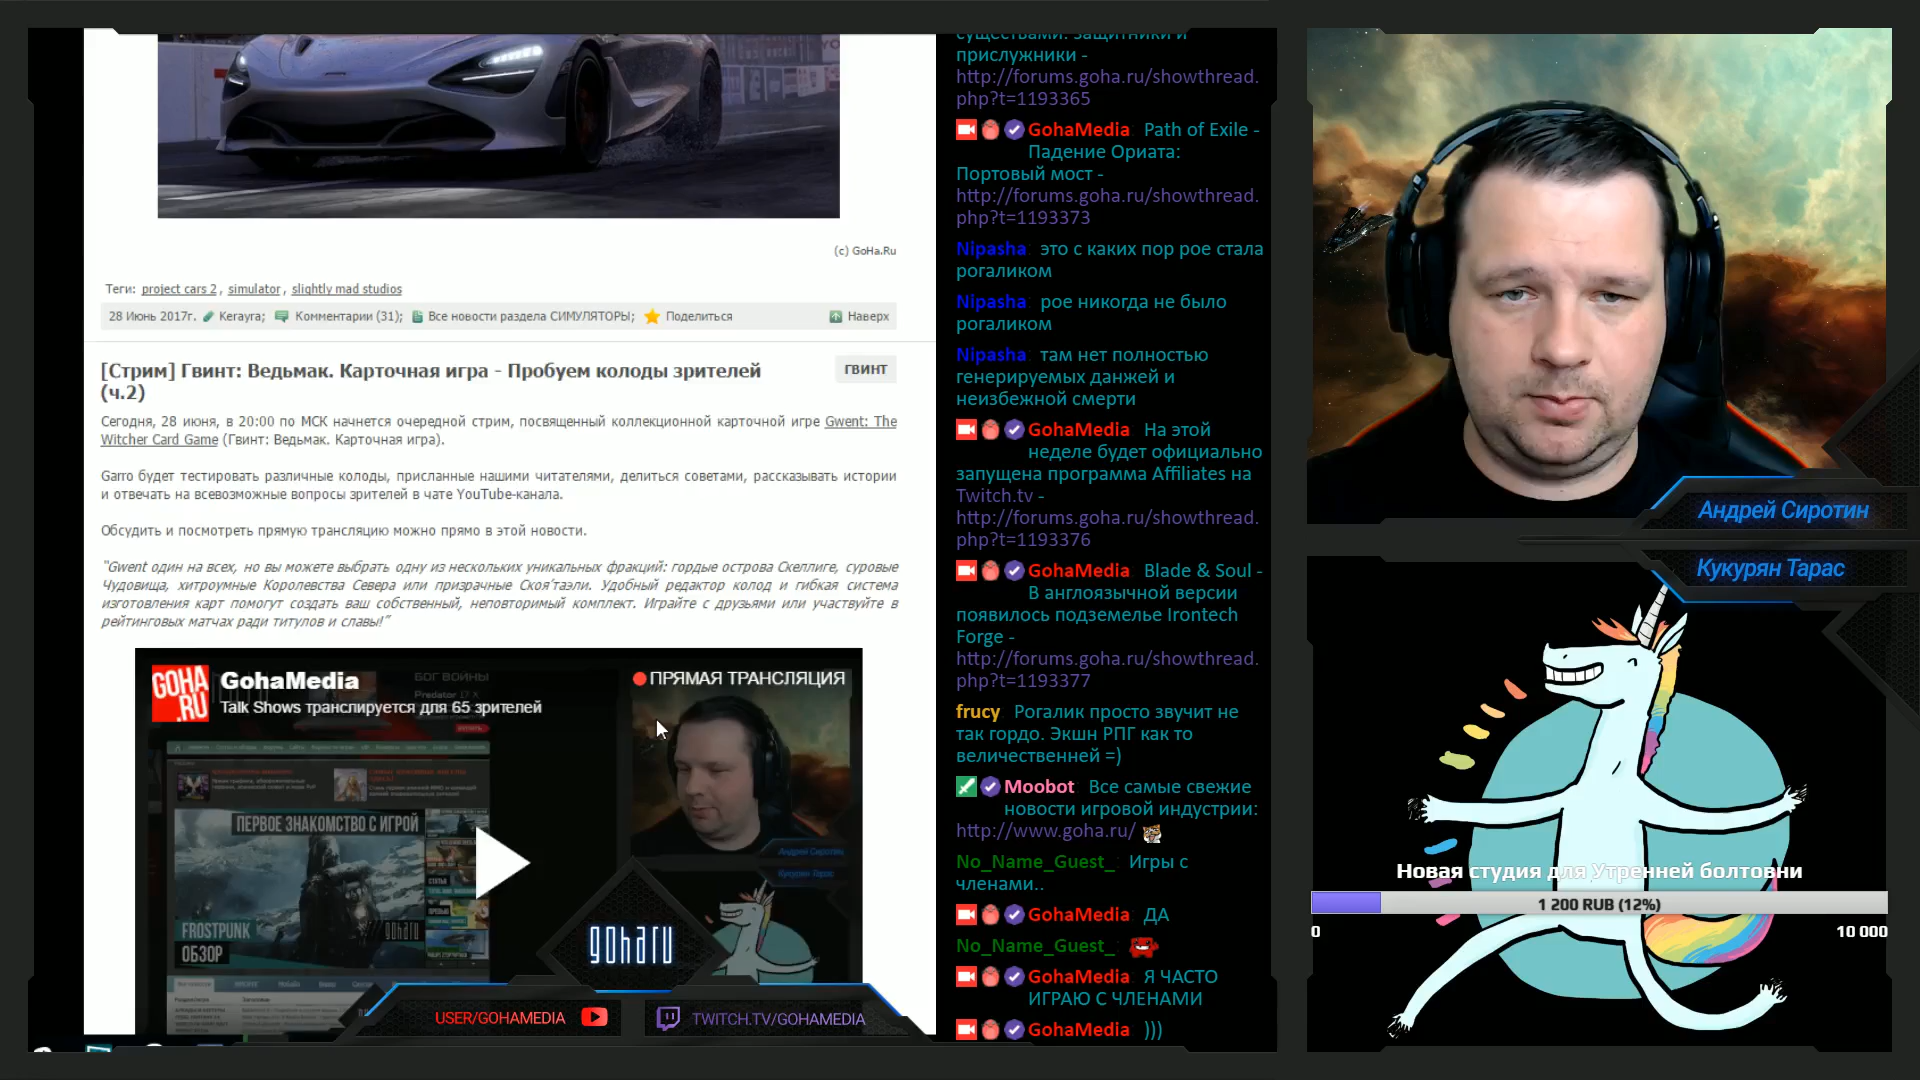 (c) GoHa.Ru
Теги: project cars 2 , simulator , slightly mad studios
28 Июнь 2017г. Кегаyга; Комментарии (31); Все новости раздела СИМУЛЯТОРЫ; Поделиться Наверх
[Стрим] Гвинт: Ведьмак. Карточная игра - Пробуем колоды зрителей
(ч.2)
ГВИНТ
Сегодня, 28 июня, в 20:00 по МСК начнется очередной стрим, посвященный коллекционной карточной игре Gwent: The
Witcher Card Game (Гвинт: Ведьмак. Карточная игра).
Garro будет тестировать различные колоды, присланные нашими читателями, делиться советами, рассказывать истории
и отвечать на всевозможные вопросы зрителей в чате YouTube-канала.
Обсудить и посмотреть прямую трансляцию можно прямо в этой новости.
"Gwent один на всех, но вы можете выбрать одну из нескольких уникальных фракций: гордые острова Скеллиге, суровые
Чудовища, хитроумные Королевства Севера или призрачные Скоя'таэли. Удобный редактор колод и гибкая система
изготовления карт помогут создать ваш собственный, неповторимый комплект. Играйте с друзьями или участвуйте в
рейтинговых матчах ради титулов и славы!"
GOHA
.RU
GohaMedia
Talk Shows транслируется для 65 зрителей
ПРЯМАЯ ТРАНСЛЯЦИЯ
БОГ ВОЙНЫ
Predator 17 X
ПЕРВОЕ ЗНАКОМСТВО С ИГРОЙ
FROSTPUNK
ОБЗОР
goharu
Андрей Сиротин
Кукурян Тарас
goharu
USER/GOHAMEDIA
TWITCH.TV/GOHAMEDIA
существами: защитники и
прислужники -
http://forums.goha.ru/showthread.
php?t=1193365
GohaMedia Path of Exile -
Падение Ориата:
Портовый мост -
http://forums.goha.ru/showthread.
php?t=1193373
Nipasha: это с каких пор рое стала
рогаликом
Nipasha: рое никогда не было
рогаликом
Nipasha: там нет полностью
генерируемых данжей и
неизбежной смерти
GohaMedia На этой
неделе будет официально
запущена программа Affiliates на
Twitch.tv -
http://forums.goha.ru/showthread.
php?t=1193376
GohaMedia Blade & Soul -
В англоязычной версии
появилось подземелье Irontech
Forge -
http://forums.goha.ru/showthread.
php?t=1193377
frucy Рогалик просто звучит не
так гордо. Экшн РПГ как то
величественней =)
Moobot Все самые свежие
новости игровой индустрии:
http://www.goha.ru/
No_Name_Guest_: Игры с
членами..
GohaMedia ДА
No_Name_Guest_:
GohaMedia Я ЧАСТО
ИГРАЮ С ЧЛЕНАМИ
GohaMedia )))
Андрей Сиротин
Кукурян Тарас
Новая студия для Утренней болтовни
1 200 RUB (12%)
0 10 000